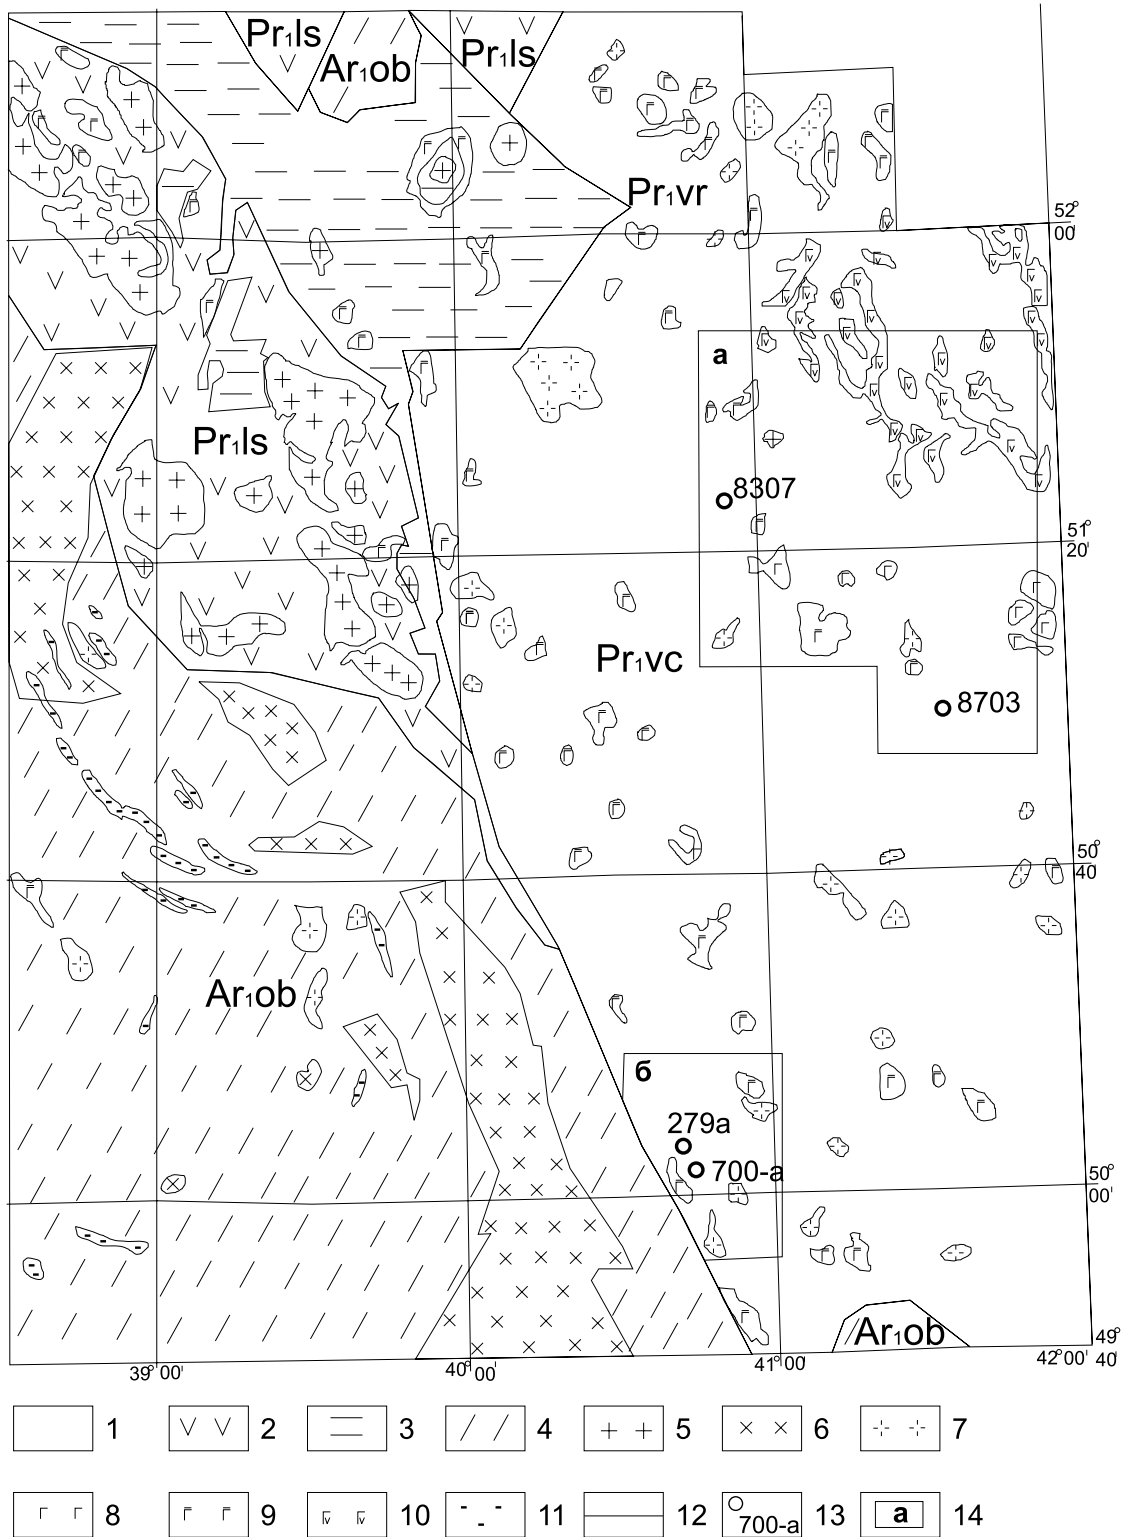 Pr₁ls
Ar₁ob
Pr₁ls
Pr₁vr
52°
00'
а
Pr₁ls
8307
51°
20'
Pr₁vc
8703
50°
40'
Ar₁ob
б
279а
700-а
50°
00'
Ar₁ob
49°
40'
39°00'
40°00'
41°00'
42°00'
1
2
3
4
5
6
7
8
9
10
11
12
700-а
13
а
14